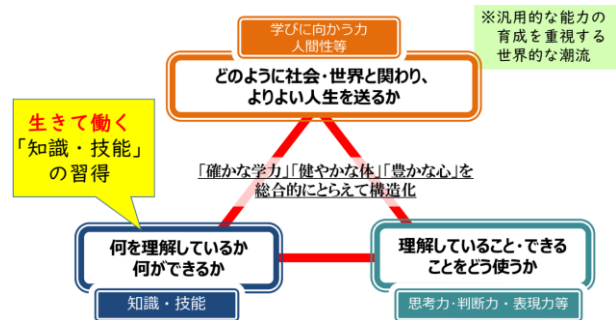 学びに向かう力
人間性等
※汎用的な能力の
育成を重視する
世界的な潮流
どのように社会・世界と関わり、
よりよい人生を送るか
生きて働く
「知識・技能」
の習得
「確かな学力」「健やかな体」「豊かな心」を
総合的にとらえて構造化
何を理解しているか
何ができるか
知識・技能
理解していること・できる
ことをどう使うか
思考力・判断力・表現力等